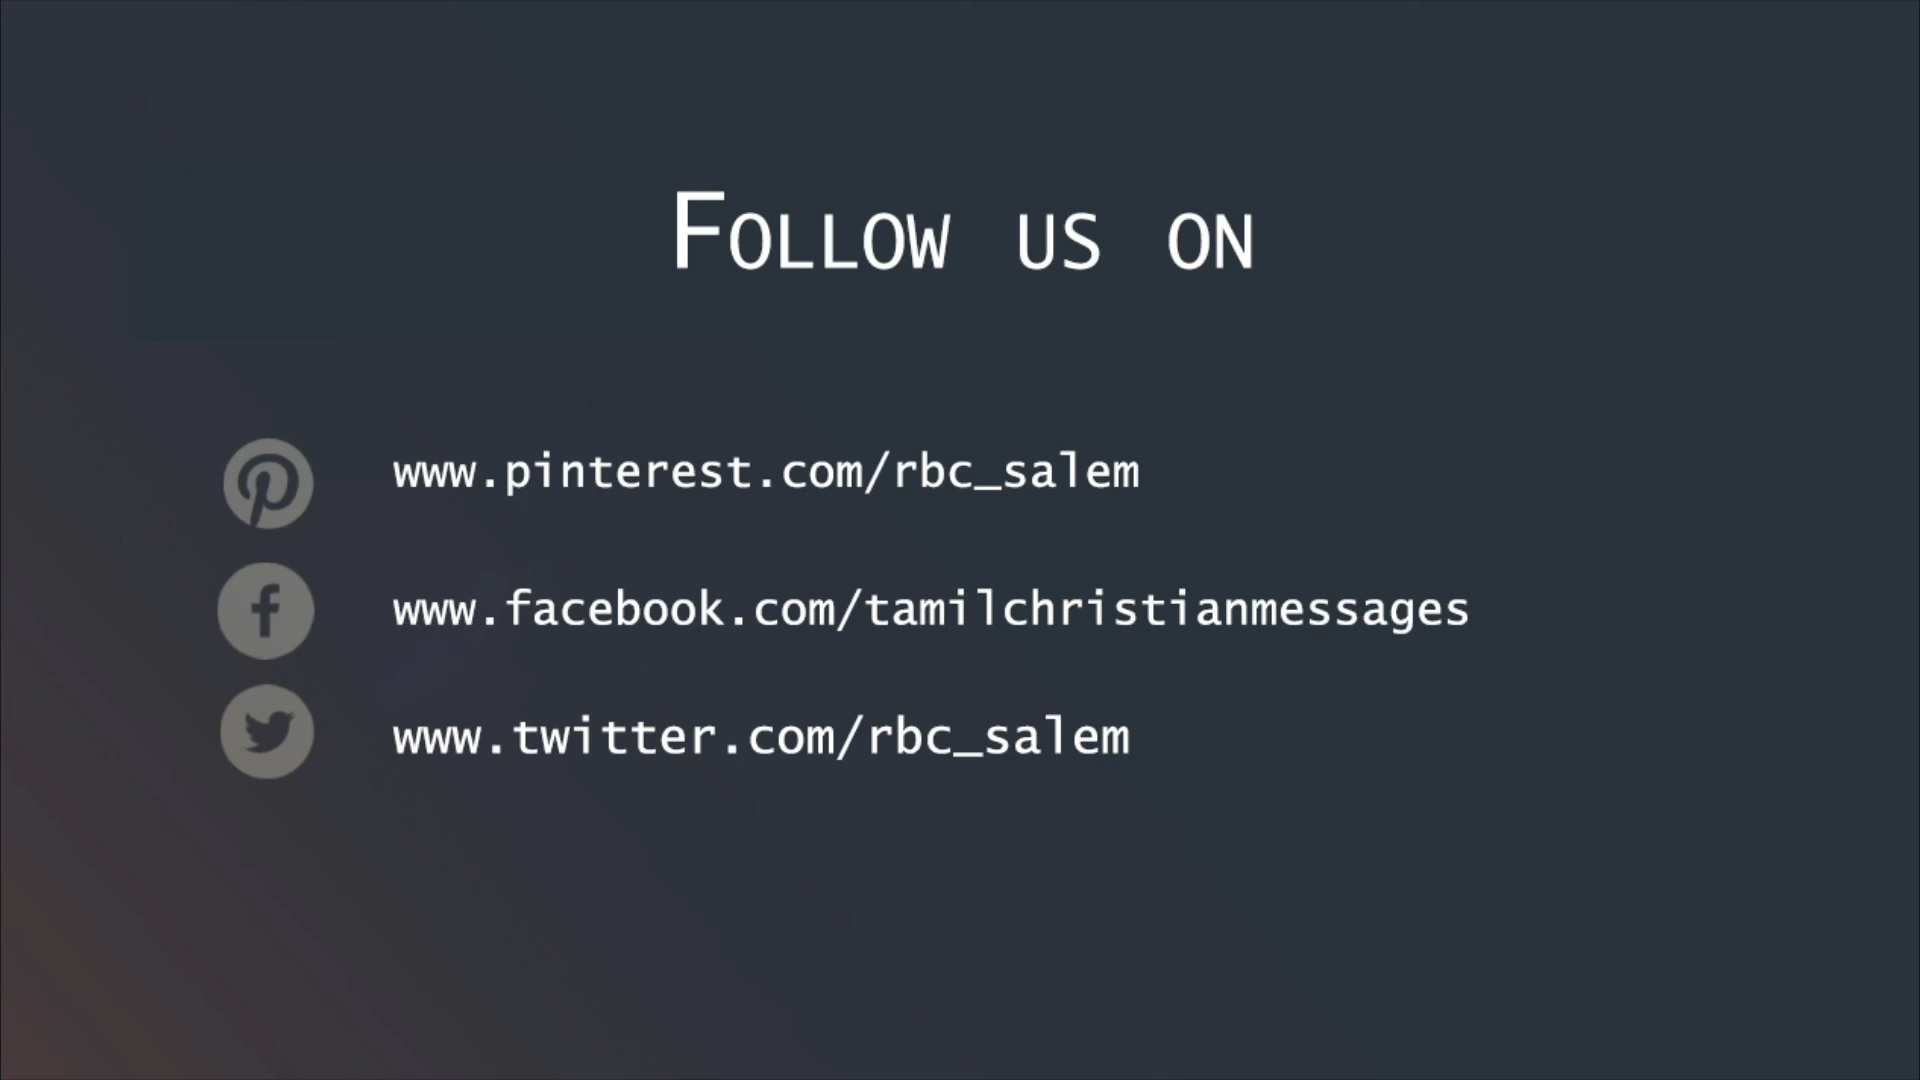 Follow us on
www.pinterest.com/rbc_salem
www.facebook.com/tamilchristianmessages
www.twitter.com/rbc_salem